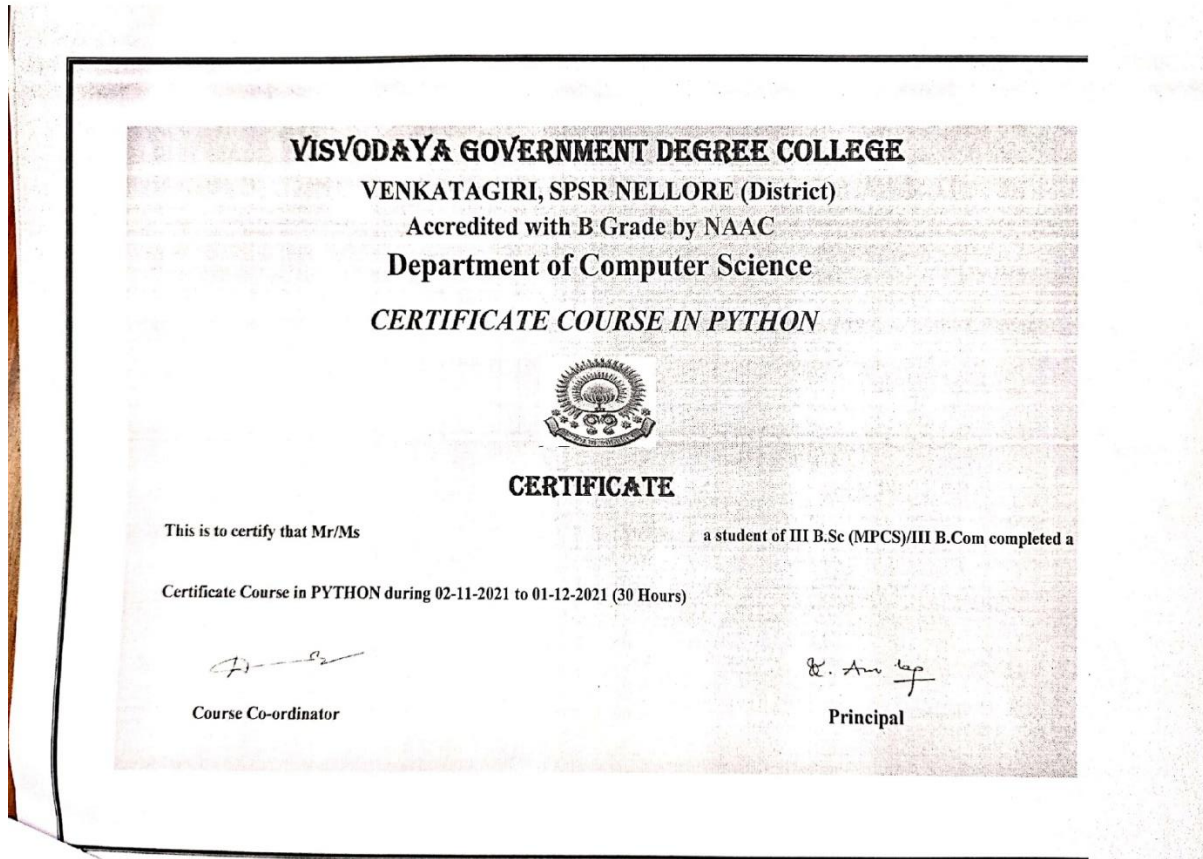 VISVODAYA GOVERNMENT DEGREE COLLEGE
VENKATAGIRI, SPSR NELLORE (District)
Accredited with B Grade by NAAC
Department of Computer Science
CERTIFICATE COURSE IN PYTHON
CERTIFICATE
This is to certify that Mr/Ms a student of III B.Sc (MPCS)/III B.Com completed a
Certificate Course in PYTHON during 02-11-2021 to 01-12-2021 (30 Hours)
Course Co-ordinator Principal